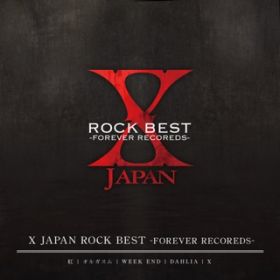 X
ROCK BEST
-FOREVER RECOREDS-
JAPAN
X JAPAN ROCK BEST -FOREVER RECOREDS-
紅 | オルガスム | WEEK END | DAHLIA | X